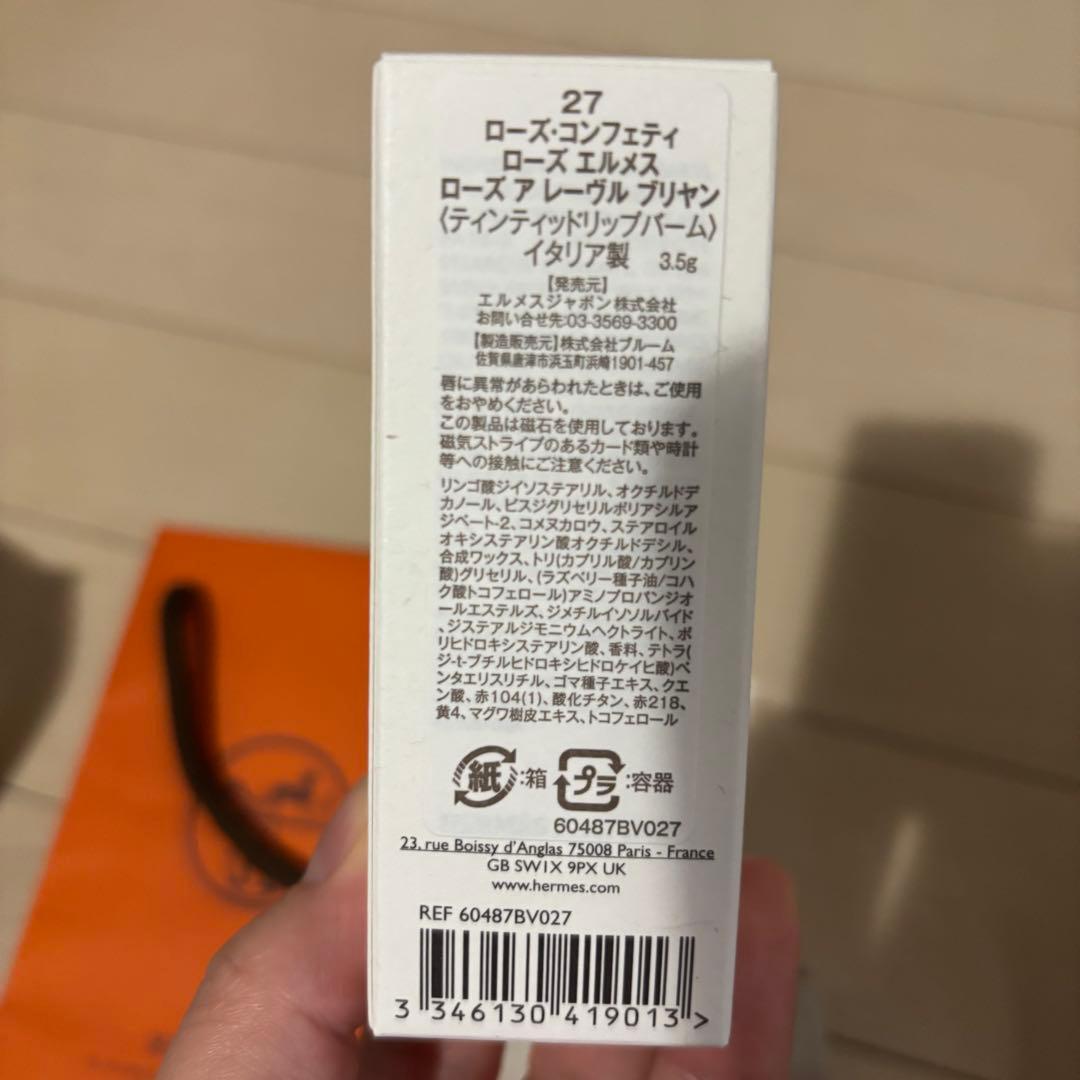 27
ローズ・コンフェティ
ローズ エルメス
ローズ ア レーヴル ブリヤン
〈ティンティッドリップバーム〉
イタリア製 3.5g
【発売元】
エルメスジャポン株式会社
お問い合せ先:03-3569-3300
【製造販売元】株式会社ブルーム
佐賀県唐津市浜玉町浜崎1901-457
唇に異常があらわれたときは、ご使用
をおやめください。
この製品は磁石を使用しております。
磁気ストライプのあるカード類や時計
等への接触にご注意ください。
リンゴ酸ジイソステアリル、オクチルドデ
カノール、ビスジグリセリルポリアシルア
ジペート-2、コメヌカロウ、ステアロイル
オキシステアリン酸オクチルドデシル、
合成ワックス、トリ(カプリル酸/カプリン
酸)グリセリル、(ラズベリー種子油/コハ
ク酸トコフェロール)アミノプロパンジオ
ールエステルズ、ジメチルイソソルバイド
、ジステアルジモニウムヘクトライト、ポ
リヒドロキシステアリン酸、香料、テトラ(
ジ-t-ブチルヒドロキシヒドロケイヒ酸)ペ
ンタエリスリチル、ゴマ種子エキス、クエ
ン酸、赤104(1)、酸化チタン、赤218、
黄4、マグワ樹皮エキス、トコフェロール
紙:箱 プラ:容器
60487BV027
23, rue Boissy d'Anglas 75008 Paris - France
GB SW1X 9PX UK
www.hermes.com
REF 60487BV027
3 346130 419013 >